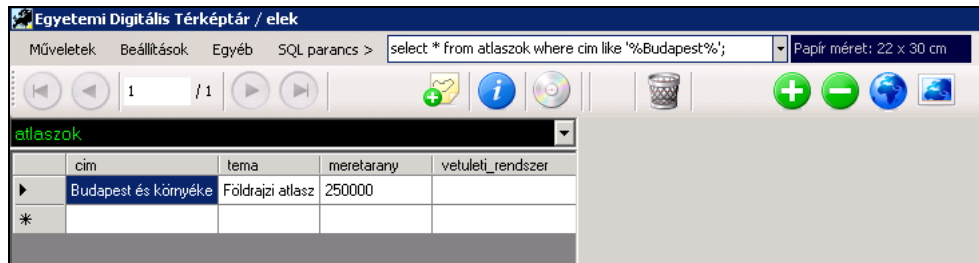 Egyetemi Digitális Térképtár / elek
Műveletek Beállítások Egyéb SQL parancs > select * from atlaszok where cim like '%Budapest%'; Papír méret: 22 x 30 cm
1 / 1
atlaszok
cim tema meretarany vetuleti_rendszer
Budapest és környéke Földrajzi atlasz 250000